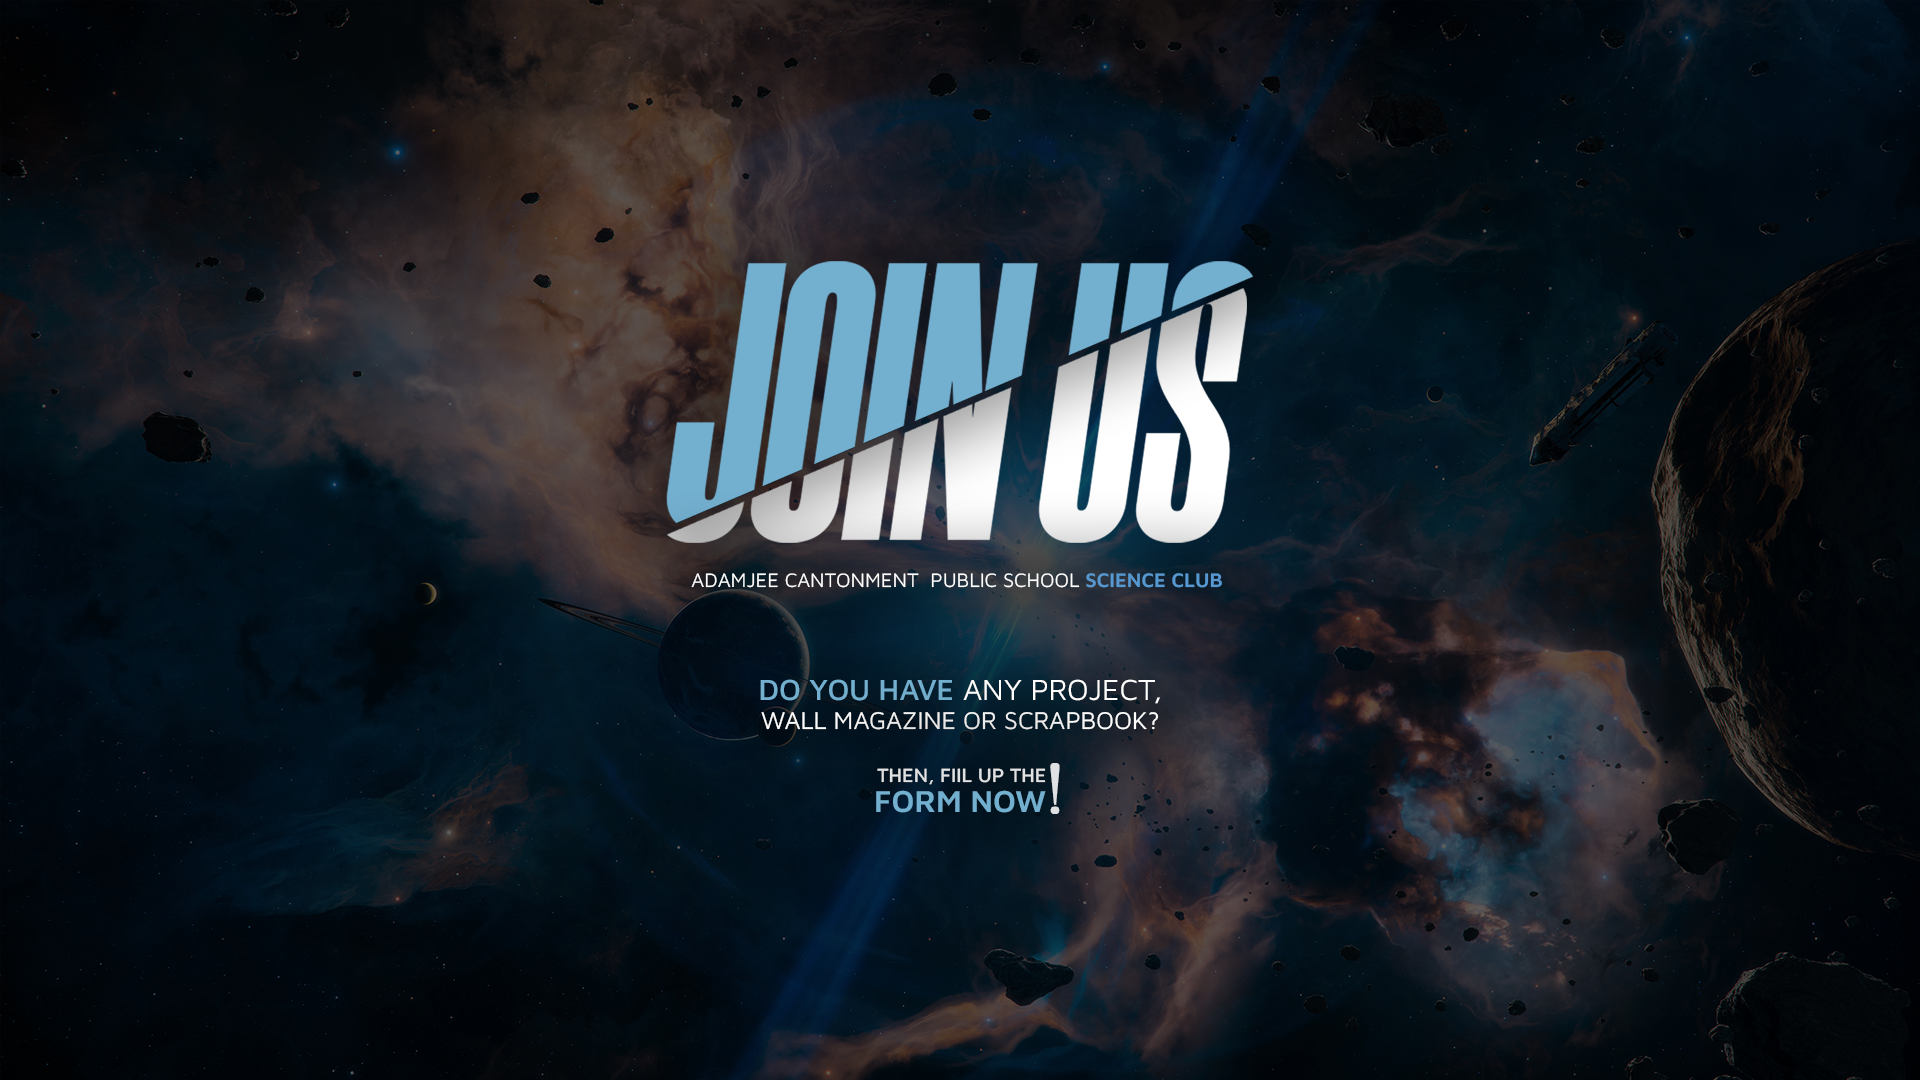 JOIN US
ADAMJEE CANTONMENT PUBLIC SCHOOL SCIENCE CLUB
DO YOU HAVE ANY PROJECT,
WALL MAGAZINE OR SCRAPBOOK?
THEN, FIIL UP THE
FORM NOW!